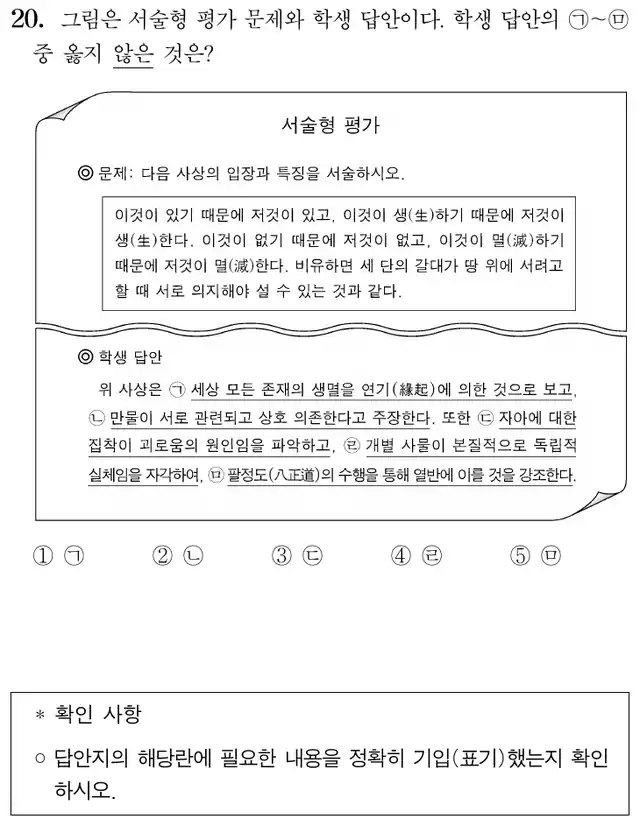 20. 그림은 서술형 평가 문제와 학생 답안이다. 학생 답안의 ㉠~㉤
중 옳지 않은 것은?
서술형 평가
◎ 문제: 다음 사상의 입장과 특징을 서술하시오.
이것이 있기 때문에 저것이 있고, 이것이 생(生)하기 때문에 저것이
생(生)한다. 이것이 없기 때문에 저것이 없고, 이것이 멸(滅)하기
때문에 저것이 멸(滅)한다. 비유하면 세 단의 갈대가 땅 위에 서려고
할 때 서로 의지해야 설 수 있는 것과 같다.
◎ 학생 답안
위 사상은 ㉠ 세상 모든 존재의 생멸을 연기(緣起)에 의한 것으로 보고,
㉡ 만물이 서로 관련되고 상호 의존한다고 주장한다. 또한 ㉢ 자아에 대한
집착이 괴로움의 원인임을 파악하고, ㉣ 개별 사물이 본질적으로 독립적
실체임을 자각하여, ㉤ 팔정도(八正道)의 수행을 통해 열반에 이를 것을 강조한다.
① ㉠ ② ㉡ ③ ㉢ ④ ㉣ ⑤ ㉤
* 확인 사항
○ 답안지의 해당란에 필요한 내용을 정확히 기입(표기)했는지 확인
하시오.